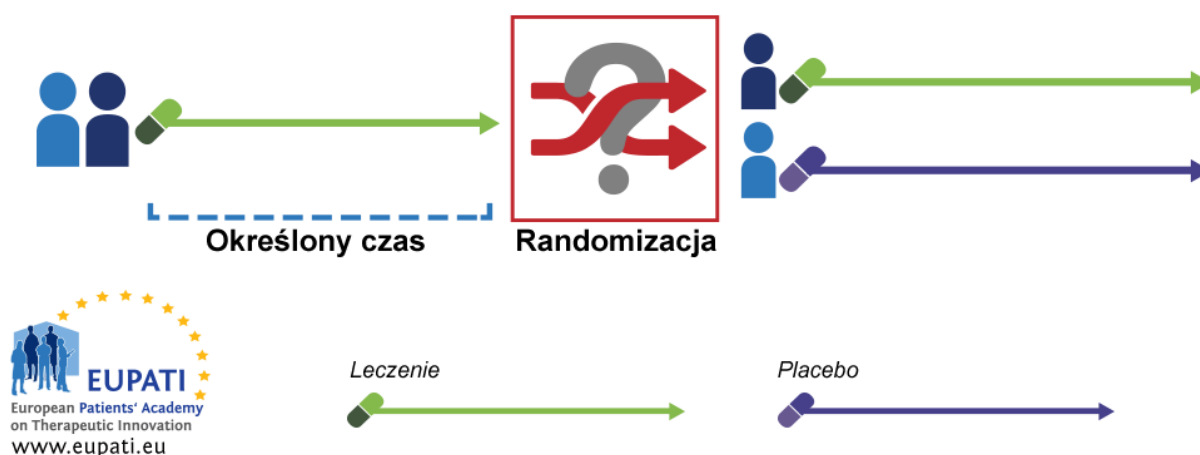 Określony czas
Randomizacja
Leczenie
Placebo
EUPATI
European Patients' Academy
on Therapeutic Innovation
www.eupati.eu